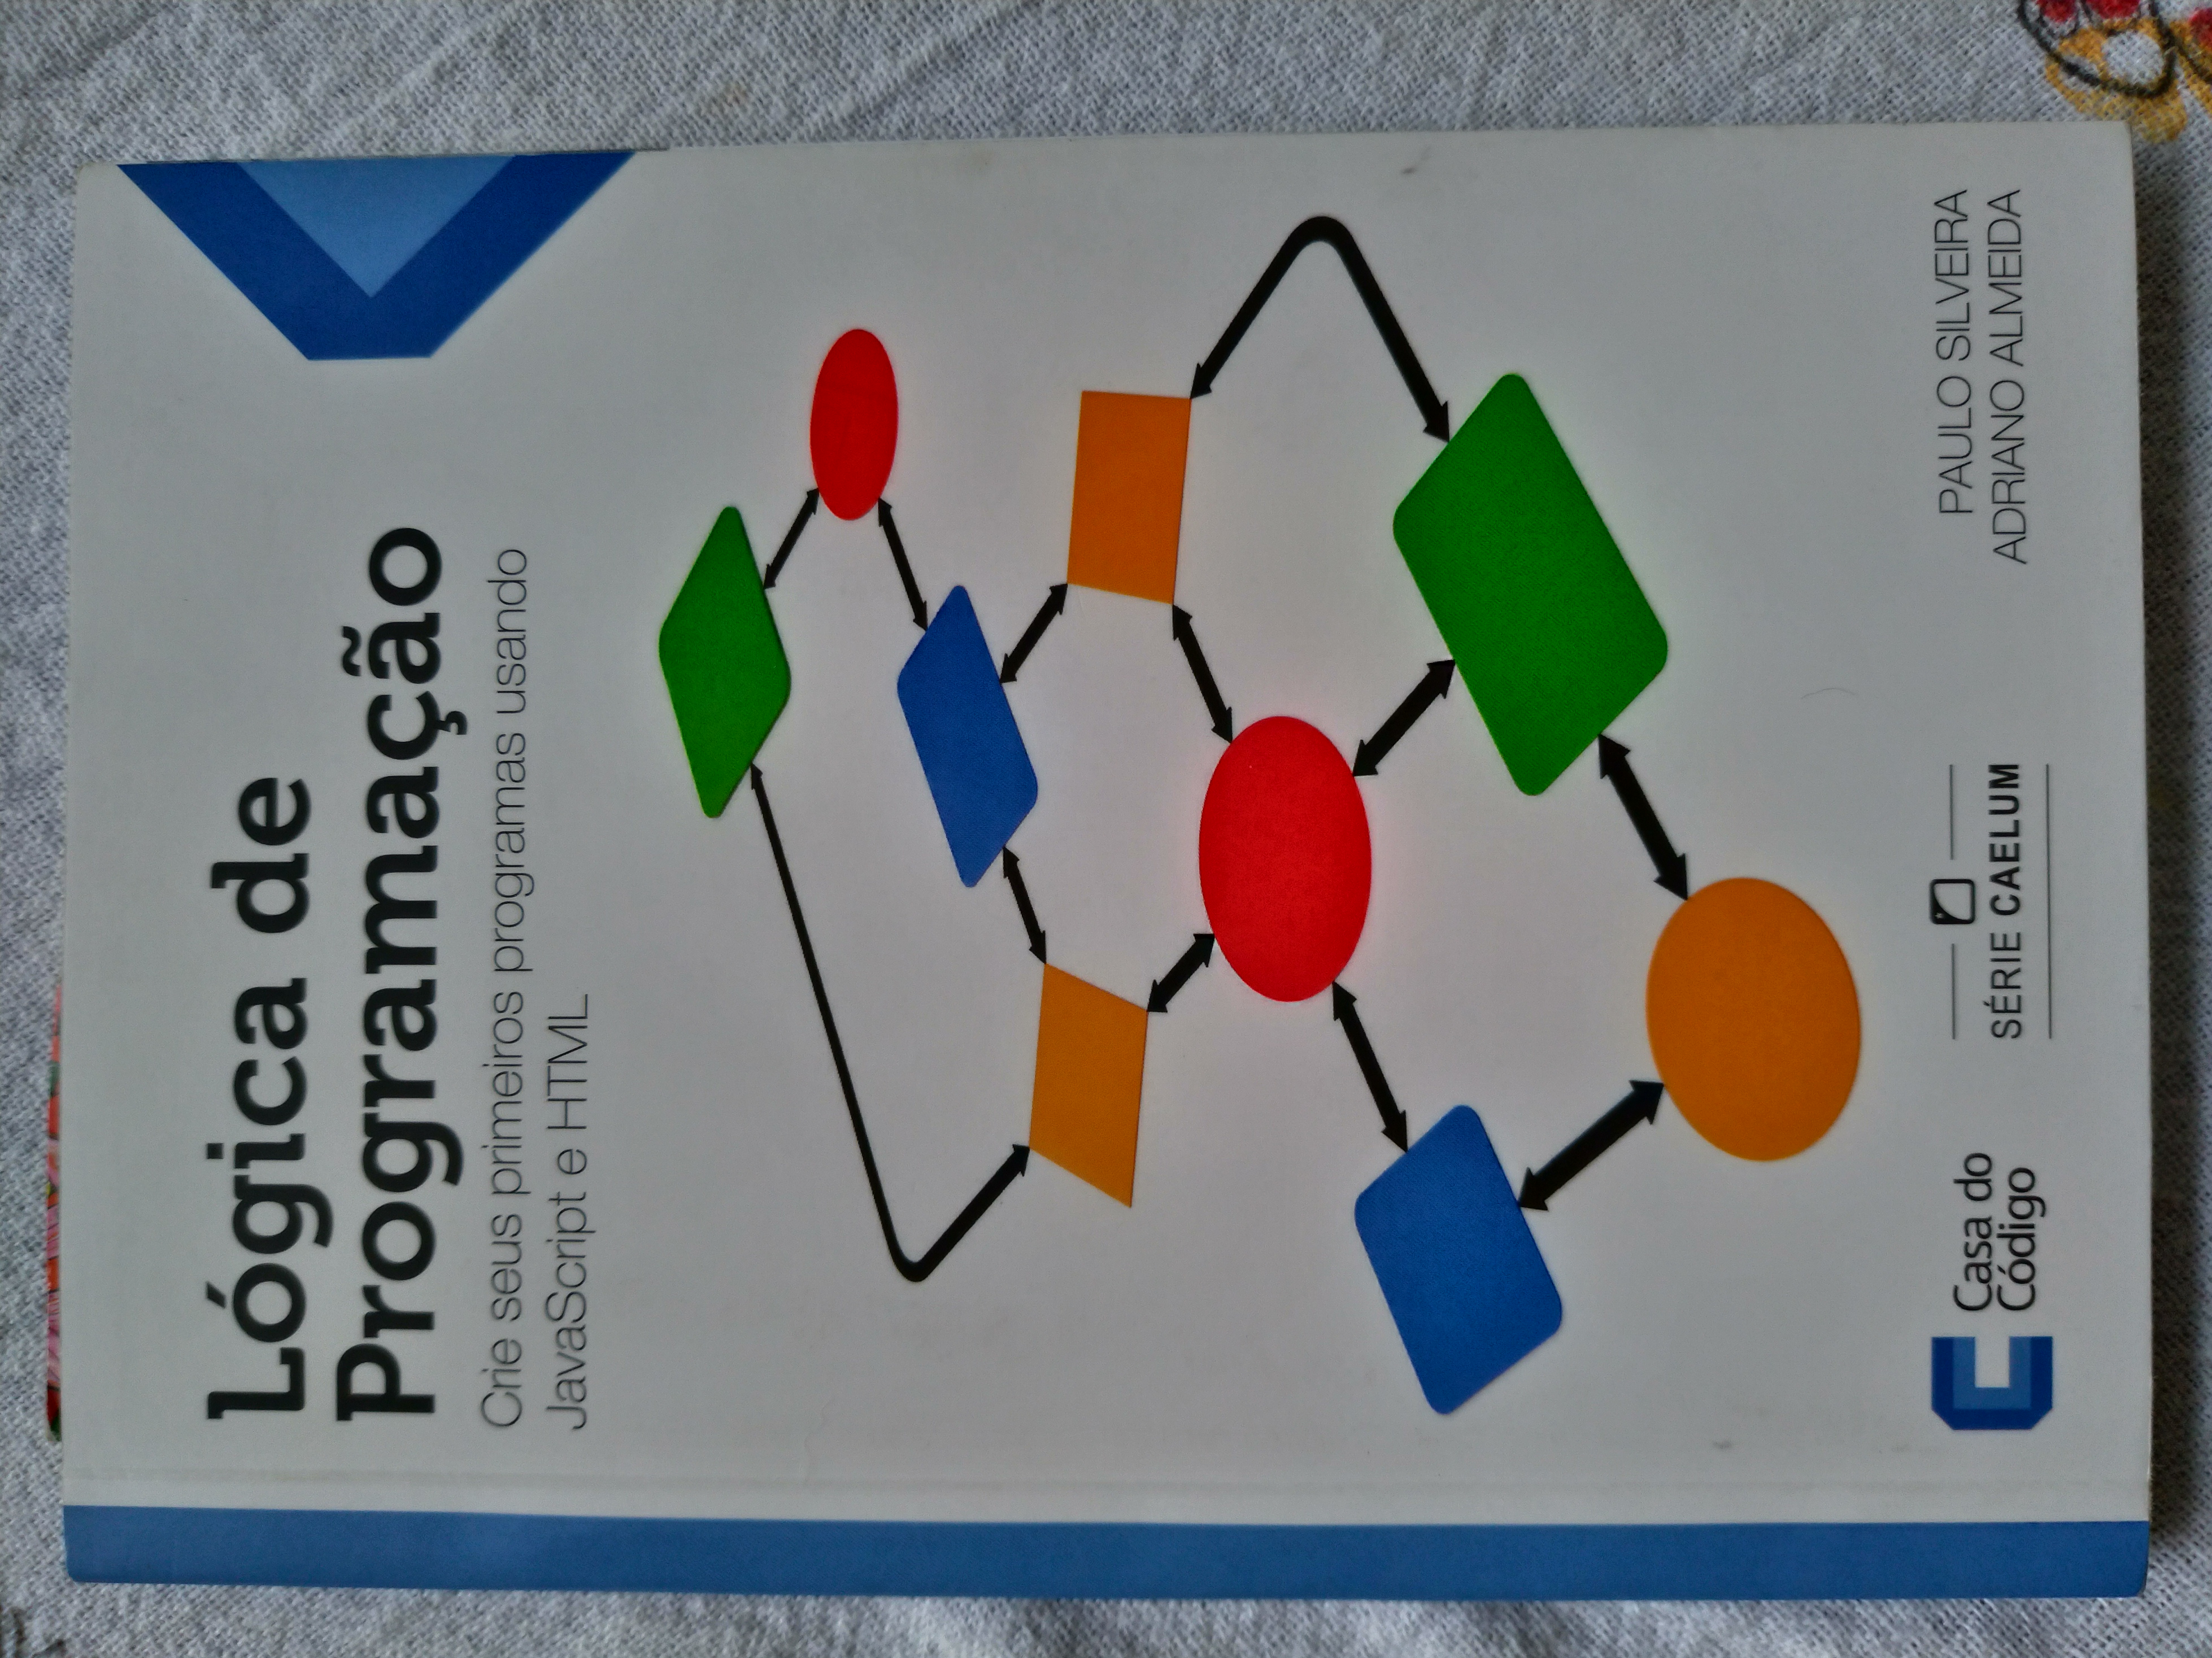 Lógica de
Programação
Crie seus primeiros programas usando
JavaScript e HTML
Casa do
Código
SÉRIE CAELUM
PAULO SILVEIRA
ADRIANO ALMEIDA